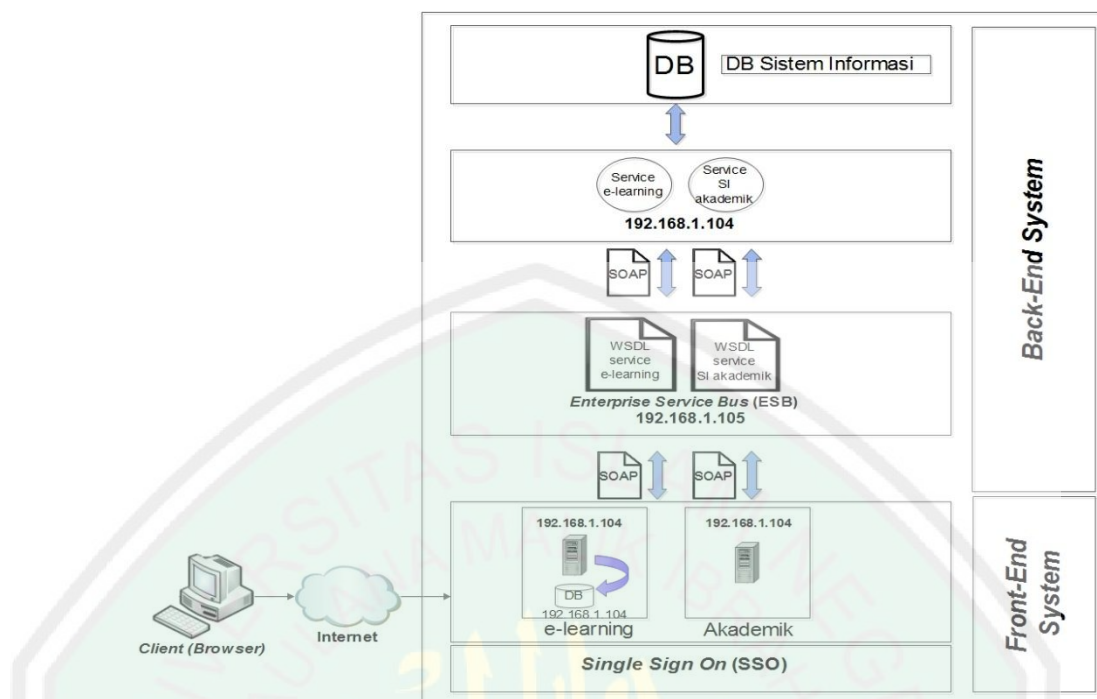 DB
DB Sistem Informasi
Service
e-learning
Service
SI
akademik
192.168.1.104
SOAP
SOAP
WSDL
service
e-learning
WSDL
service
SI akademik
Enterprise Service Bus (ESB)
192.168.1.105
SOAP
SOAP
192.168.1.104
DB
192.168.1.104
e-learning
192.168.1.104
Akademik
Single Sign On (SSO)
Client (Browser)
Internet
Back-End System
Front-End
System